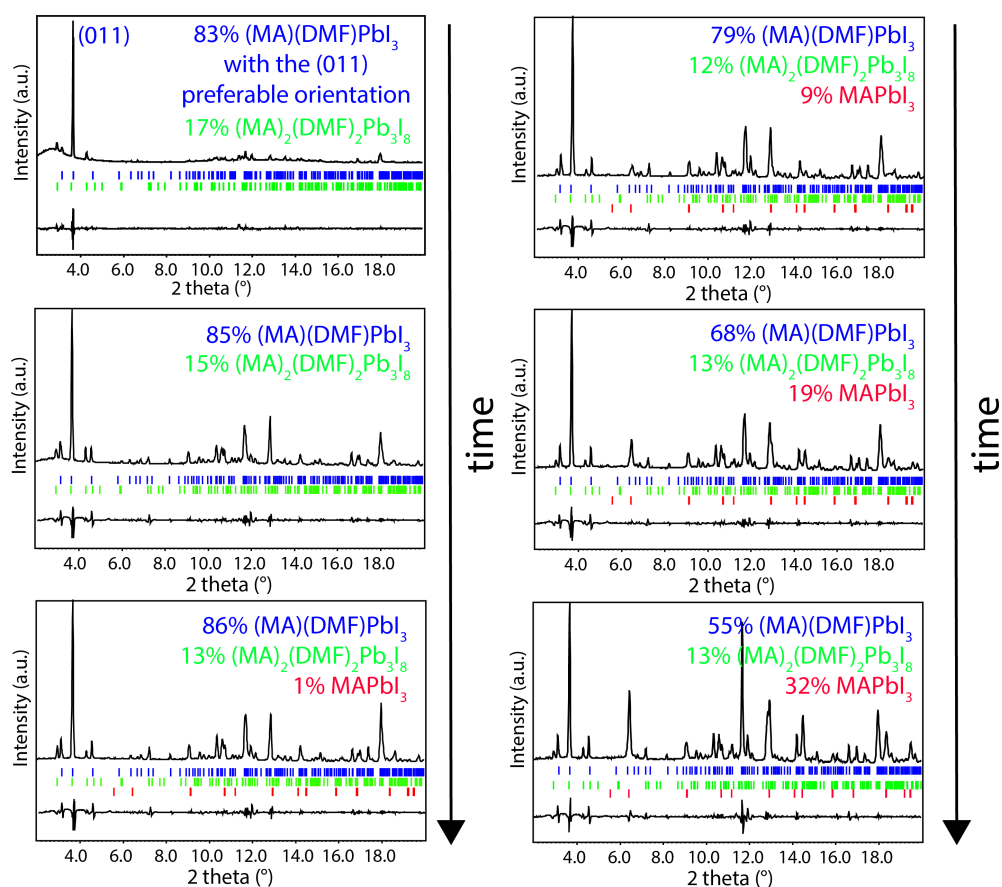 (011)
83% (MA)(DMF)PbI₃
with the (011)
preferable orientation
17% (MA)₂(DMF)₂Pb₃I₈
Intensity (a.u.)
4.0 6.0 8.0 10.0 12.0 14.0 16.0 18.0
2 theta (°)
85% (MA)(DMF)PbI₃
15% (MA)₂(DMF)₂Pb₃I₈
Intensity (a.u.)
4.0 6.0 8.0 10.0 12.0 14.0 16.0 18.0
2 theta (°)
86% (MA)(DMF)PbI₃
13% (MA)₂(DMF)₂Pb₃I₈
1% MAPbI₃
Intensity (a.u.)
4.0 6.0 8.0 10.0 12.0 14.0 16.0 18.0
2 theta (°)
time
79% (MA)(DMF)PbI₃
12% (MA)₂(DMF)₂Pb₃I₈
9% MAPbI₃
Intensity (a.u.)
4.0 6.0 8.0 10.0 12.0 14.0 16.0 18.0
2 theta (°)
68% (MA)(DMF)PbI₃
13% (MA)₂(DMF)₂Pb₃I₈
19% MAPbI₃
Intensity (a.u.)
4.0 6.0 8.0 10.0 12.0 14.0 16.0 18.0
2 theta (°)
55% (MA)(DMF)PbI₃
13% (MA)₂(DMF)₂Pb₃I₈
32% MAPbI₃
Intensity (a.u.)
4.0 6.0 8.0 10.0 12.0 14.0 16.0 18.0
2 theta (°)
time